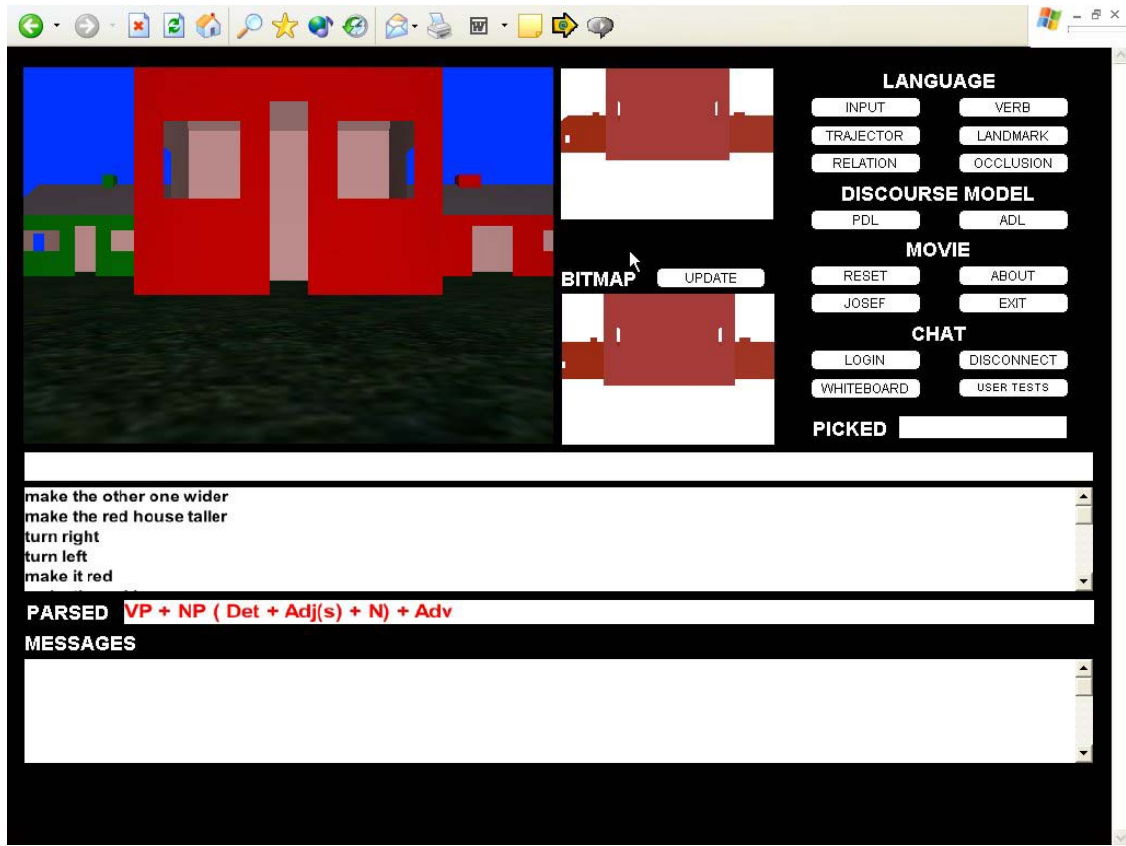 LANGUAGE
INPUT VERB
TRAJECTOR LANDMARK
RELATION OCCLUSION
DISCOURSE MODEL
PDL ADL
MOVIE
BITMAP UPDATE RESET ABOUT
JOSEF EXIT
CHAT
LOGIN DISCONNECT
WHITEBOARD USER TESTS
PICKED
make the other one wider
make the red house taller
turn right
turn left
make it red
PARSED VP + NP ( Det + Adj(s) + N) + Adv
MESSAGES